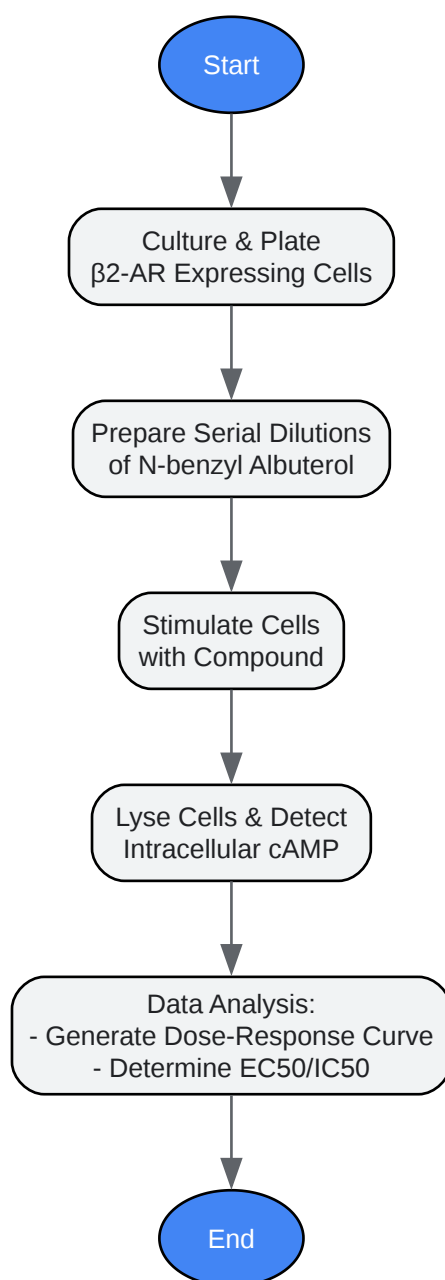 Start
Culture & Plate
β2-AR Expressing Cells
Prepare Serial Dilutions
of N-benzyl Albuterol
Stimulate Cells
with Compound
Lyse Cells & Detect
Intracellular cAMP
Data Analysis:
- Generate Dose-Response Curve
- Determine EC50/IC50
End